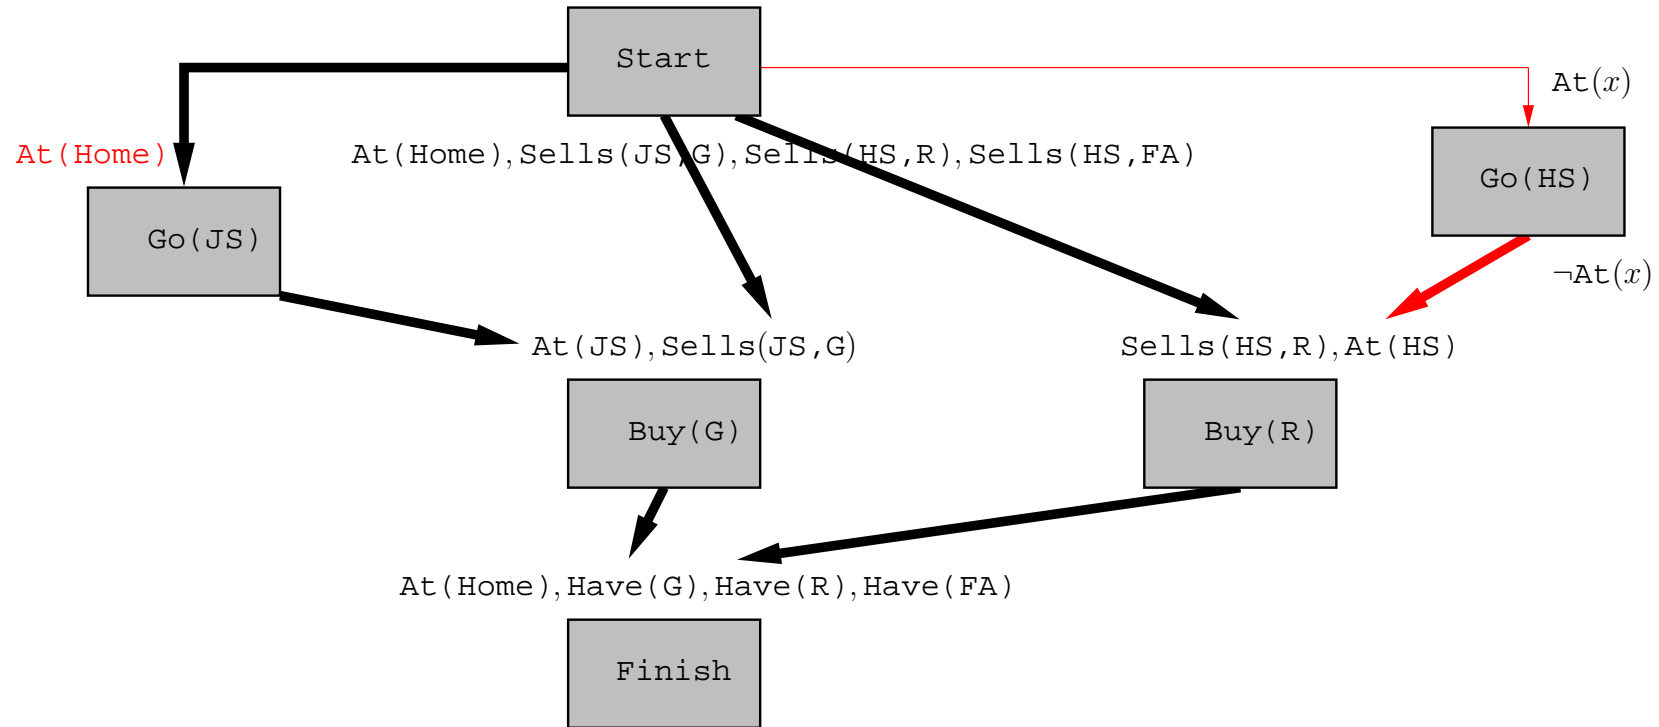 Start
At(x)
At(Home)
At(Home),Sells(JS,G),Sells(HS,R),Sells(HS,FA)
Go(HS)
Go(JS)
¬At(x)
At(JS),Sells(JS,G)
Sells(HS,R),At(HS)
Buy(G)
Buy(R)
At(Home),Have(G),Have(R),Have(FA)
Finish